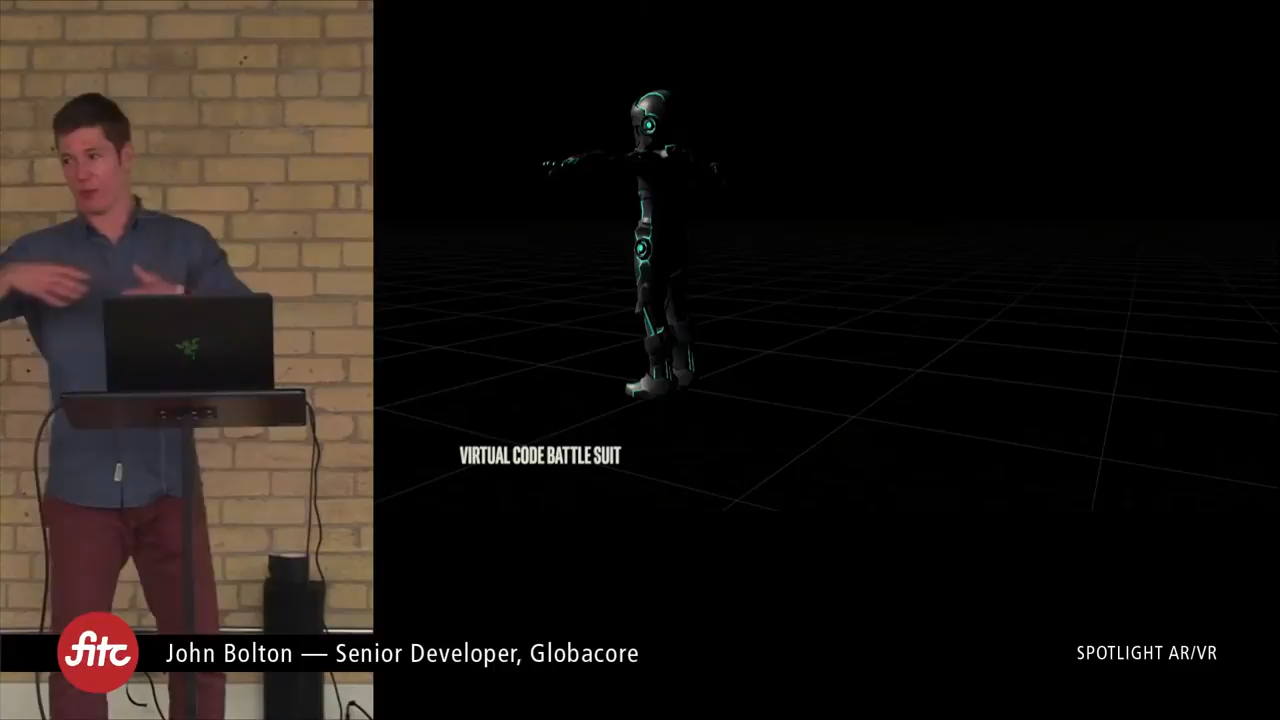 VIRTUAL CODE BATTLE SUIT
fitc
John Bolton — Senior Developer, Globacore
SPOTLIGHT AR/VR